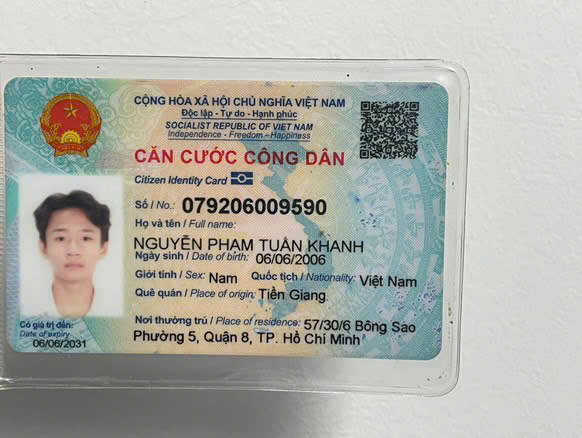 CỘNG HÒA XÃ HỘI CHỦ NGHĨA VIỆT NAM
Độc lập - Tự do - Hạnh phúc
SOCIALIST REPUBLIC OF VIET NAM
Independence - Freedom - Happiness
CĂN CƯỚC CÔNG DÂN
Citizen Identity Card
Số / No.: 079206009590
Họ và tên / Full name:
NGUYỄN PHẠM TUẤN KHANH
Ngày sinh / Date of birth: 06/06/2006
Giới tính / Sex: Nam Quốc tịch / Nationality: Việt Nam
Quê quán / Place of origin: Tiền Giang
Nơi thường trú / Place of residence: 57/30/6 Bông Sao
Phường 5, Quận 8, TP. Hồ Chí Minh
Có giá trị đến:
Date of expiry
06/06/2031